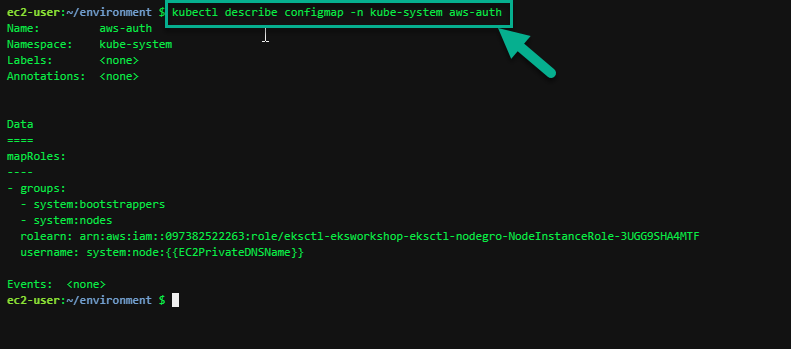 ec2-user:~/environment $ kubectl describe configmap -n kube-system aws-auth
Name:         aws-auth
Namespace:    kube-system
Labels:       <none>
Annotations:  <none>
Data
====
mapRoles:
----
- groups:
  - system:bootstrappers
  - system:nodes
  rolearn: arn:aws:iam::097382522263:role/eksctl-eksworkshop-eksctl-nodegro-NodeInstanceRole-3UGG9SHA4MTF
  username: system:node:{{EC2PrivateDNSName}}
Events:  <none>
ec2-user:~/environment $